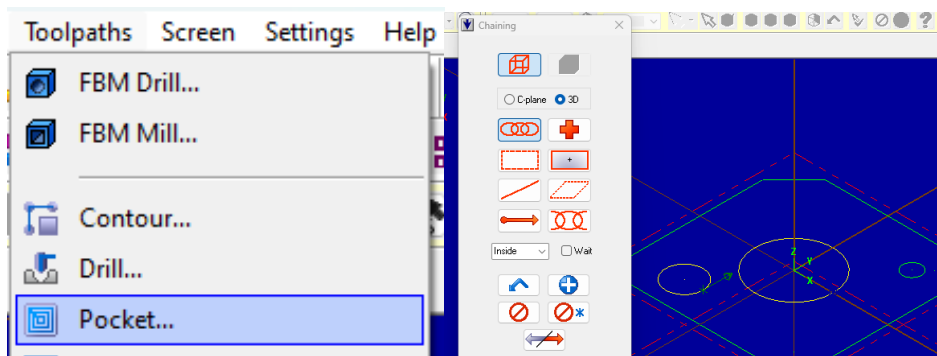 Toolpaths Screen Settings Help
FBM Drill...
FBM Mill...
Contour...
Drill...
Pocket...
Chaining
C-plane 3D
Inside Wait
Z
Y
X